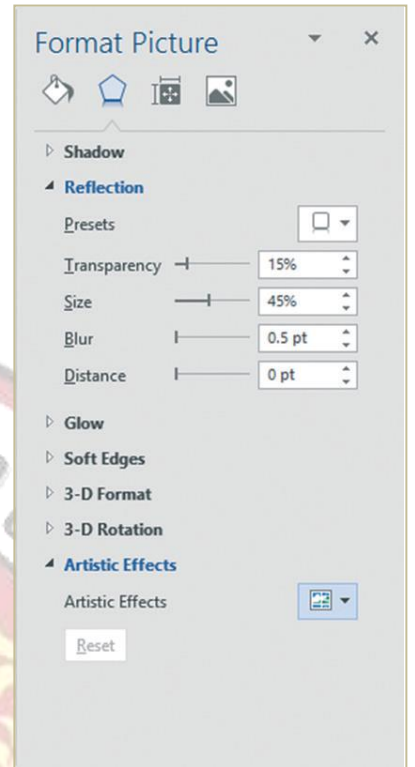 Format Picture
Shadow
Reflection
Presets
Transparency 15%
Size 45%
Blur 0.5 pt
Distance 0 pt
Glow
Soft Edges
3-D Format
3-D Rotation
Artistic Effects
Artistic Effects
Reset